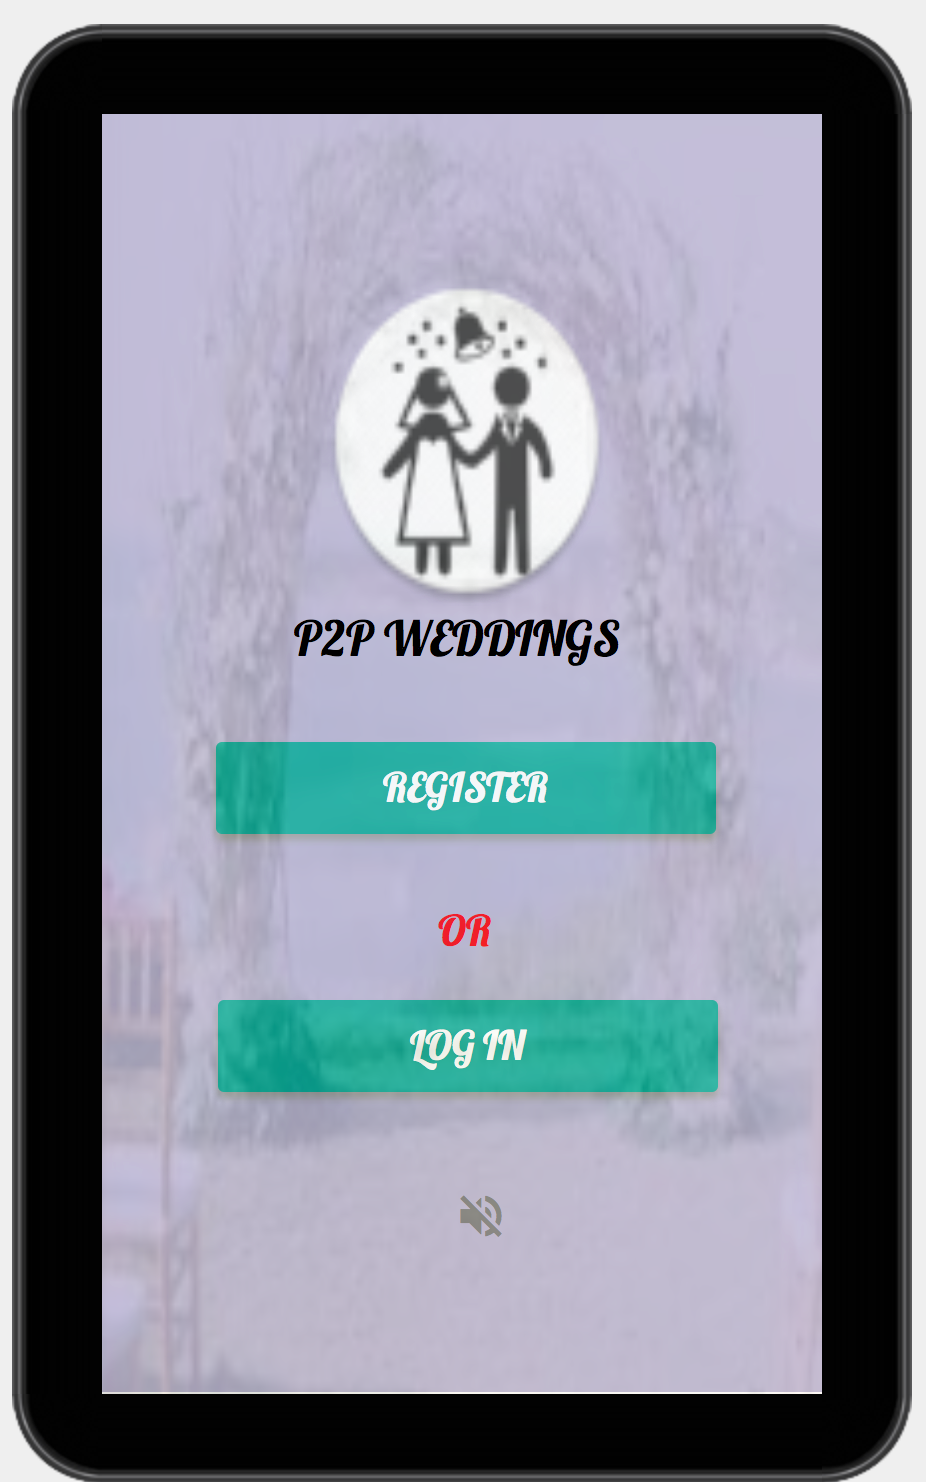 P2P WEDDINGS
REGISTER
OR
LOG IN